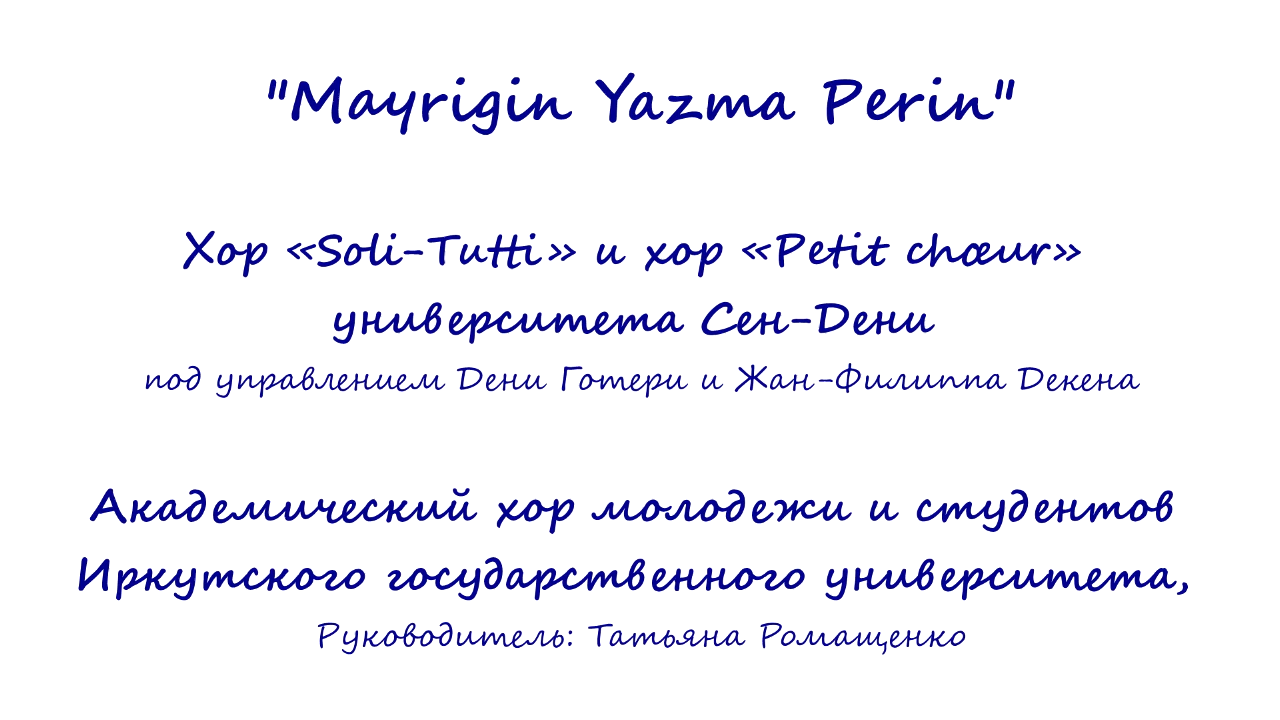 "Mayrigin Yazma Perin"
Хор «Soli-Tutti» и хор «Petit chœur»
университета Сен-Дени
под управлением Дени Готери и Жан-Филиппа Декена
Академический хор молодежи и студентов
Иркутского государственного университета,
Руководитель: Татьяна Ромащенко